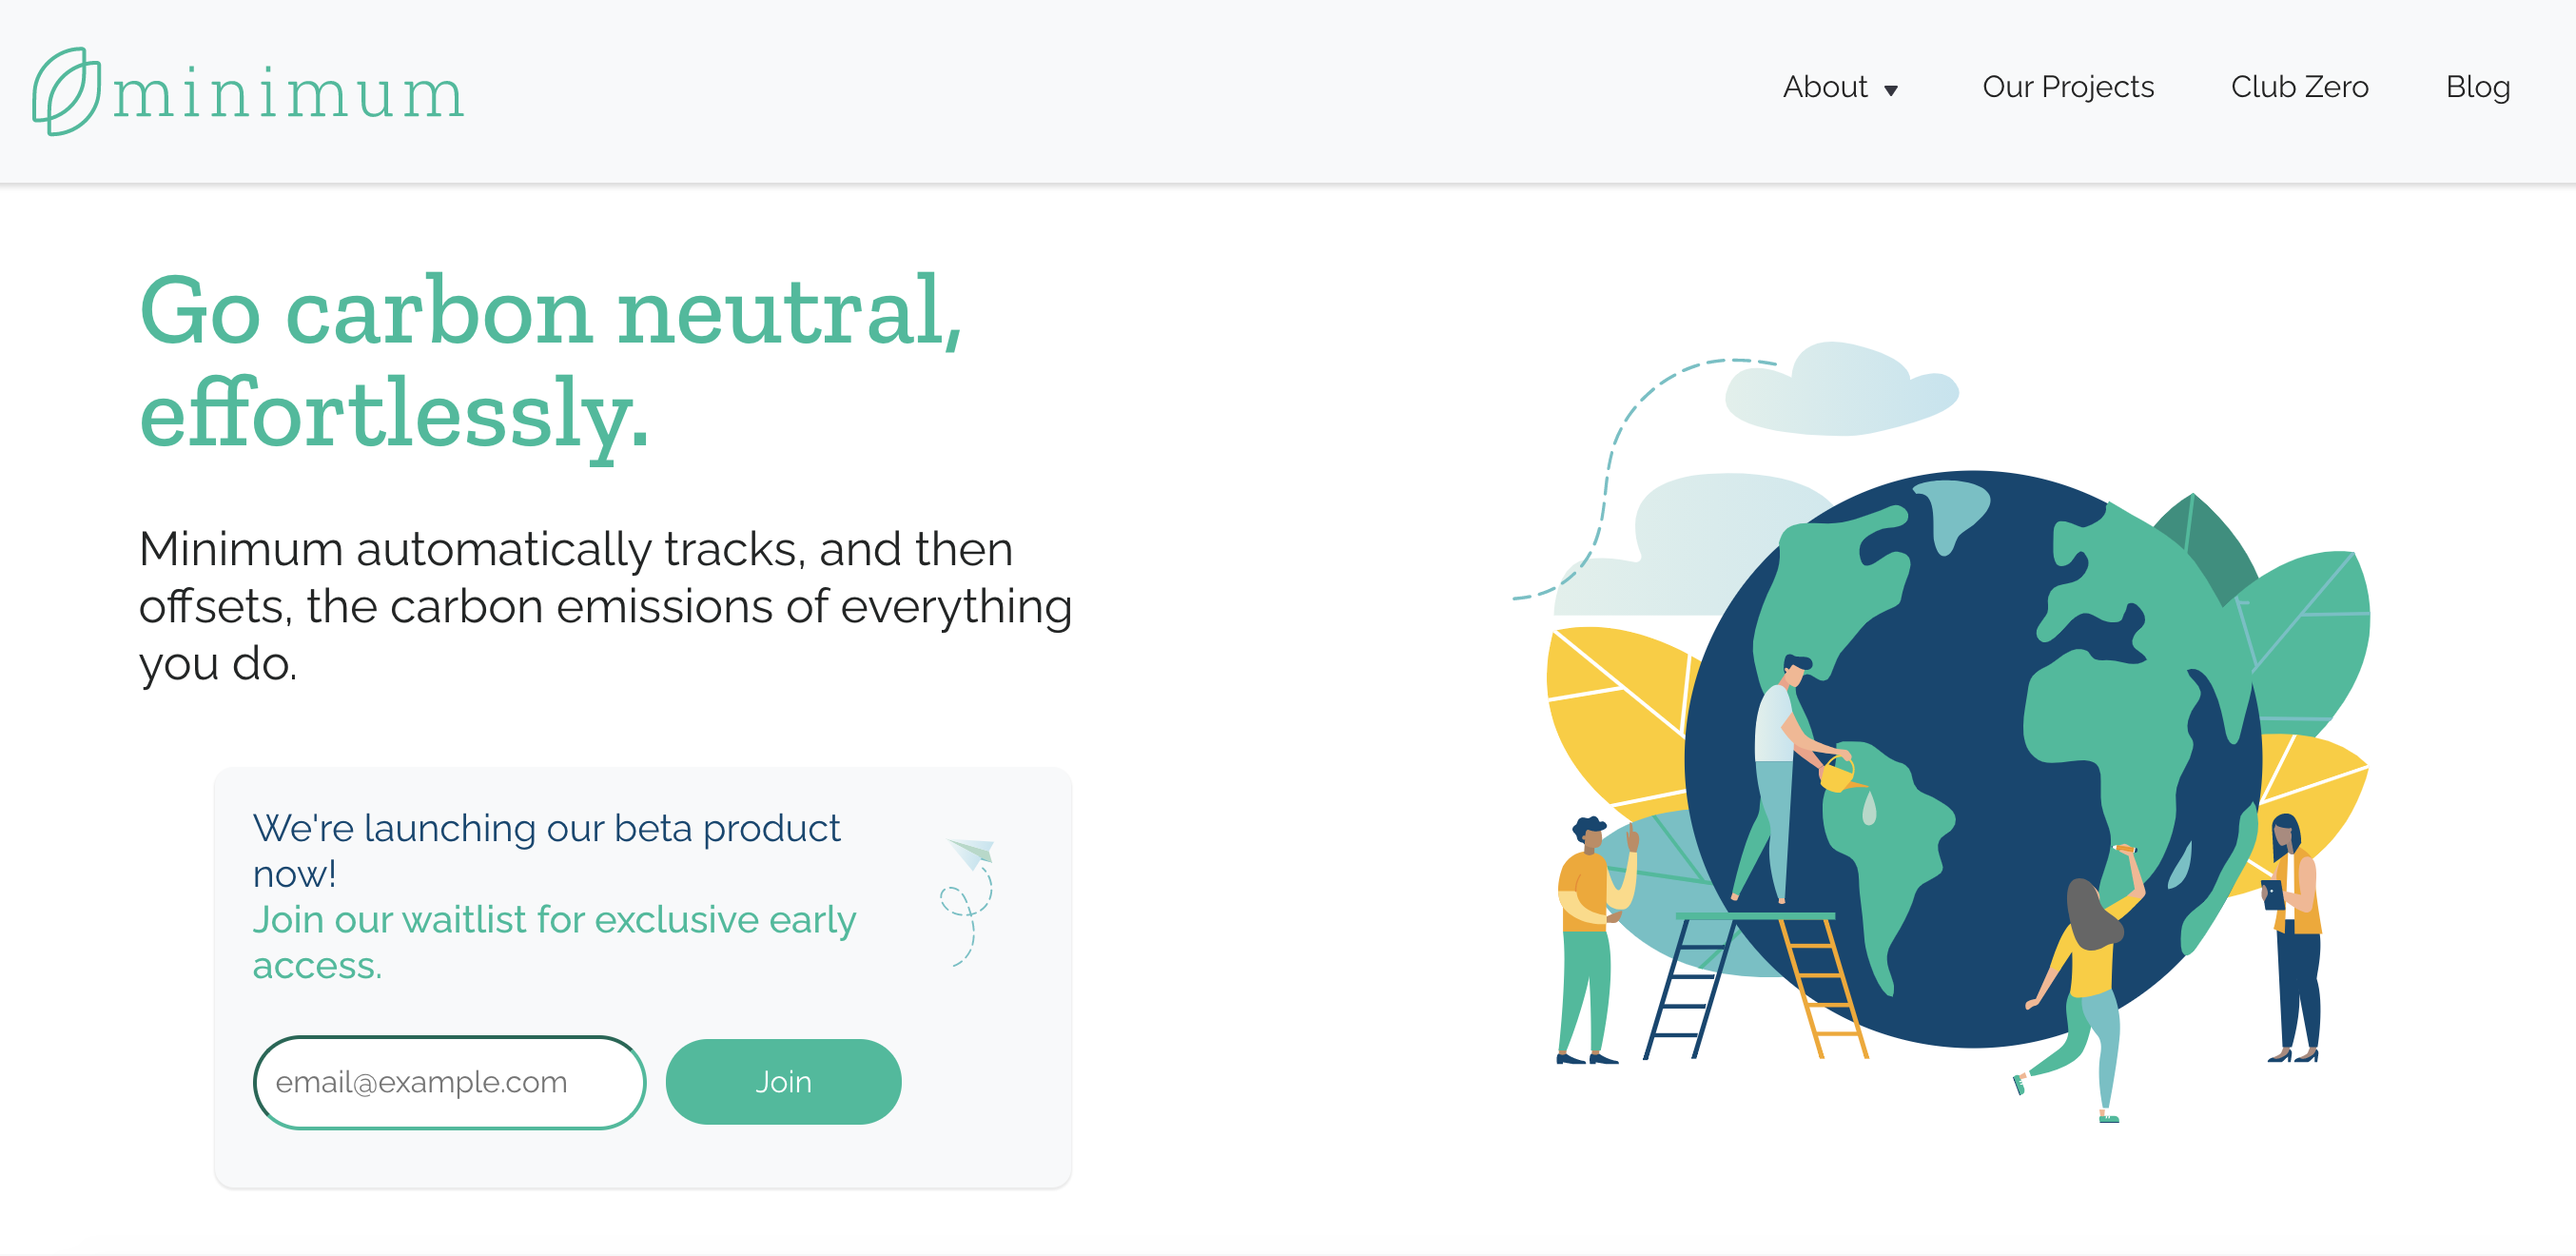 minimum
About
Our Projects
Club Zero
Blog
Go carbon neutral,
effortlessly.
Minimum automatically tracks, and then
offsets, the carbon emissions of everything
you do.
We're launching our beta product
now!
Join our waitlist for exclusive early
access.
email@example.com
Join